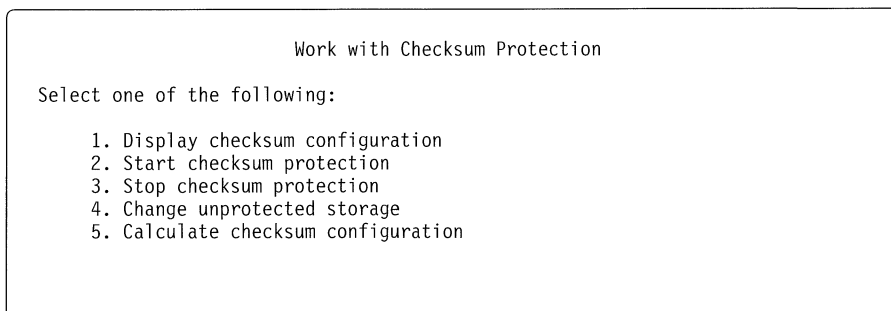 Work with Checksum Protection
Select one of the following:
1. Display checksum configuration
2. Start checksum protection
3. Stop checksum protection
4. Change unprotected storage
5. Calculate checksum configuration